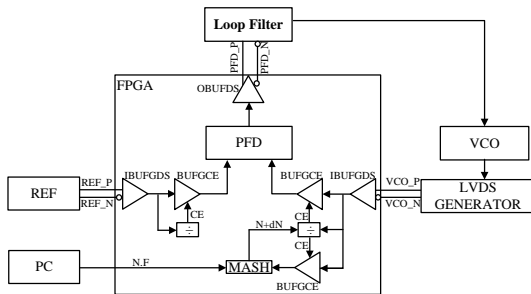 Loop Filter
PFD_P
PFD_N
FPGA
OBUFDS
PFD
VCO
IBUFGDS
BUFGCE
BUFGCE
IBUFGDS
REF
REF_P
REF_N
VCO_P
VCO_N
LVDS
GENERATOR
CE
÷
CE
÷
N+dN
CE
PC
N.F
MASH
BUFGCE